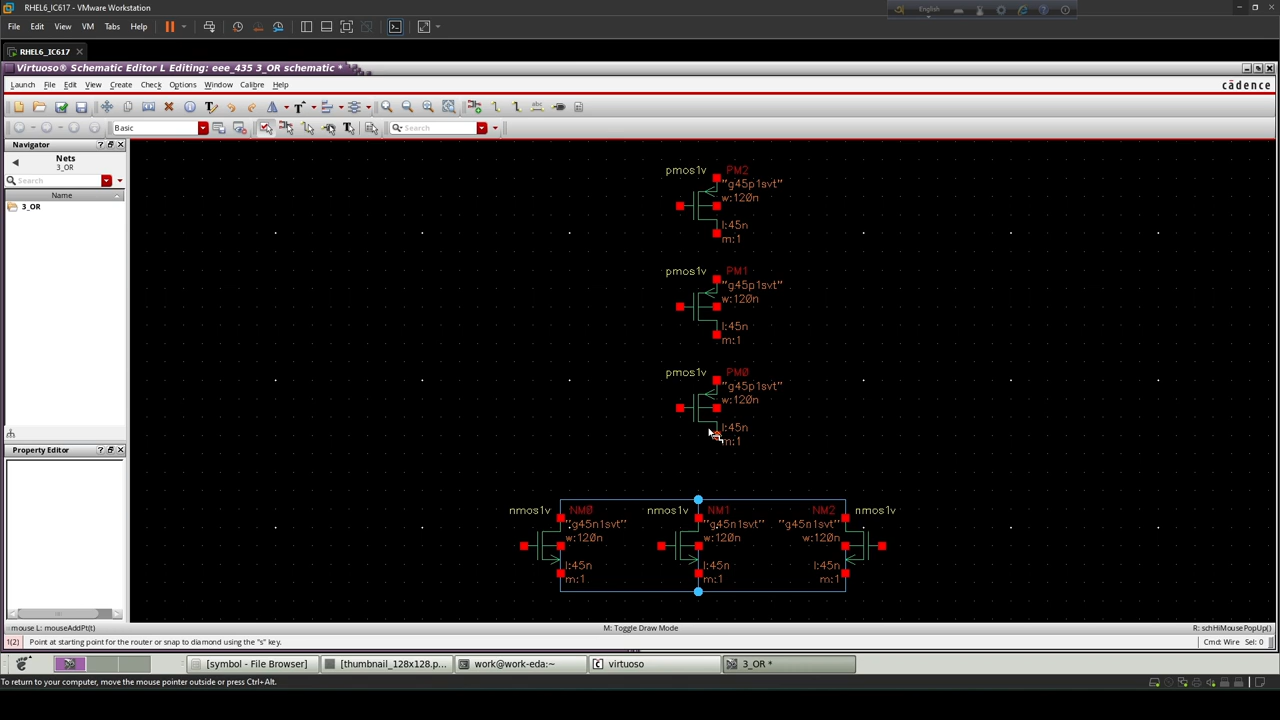 RHEL6_IC617 - VMware Workstation
English
File Edit View VM Tabs Help
RHEL6_IC617
Virtuoso® Schematic Editor L Editing: eee_435 3_OR schematic *
Launch File Edit View Create Check Options Window Calibre Help
cādence
Basic
Search
Navigator
Nets
3_OR
Search
Name
3_OR
Property Editor
pmos1v PM2
"g45p1svt"
w:120n
l:45n
m:1
pmos1v PM1
"g45p1svt"
w:120n
l:45n
m:1
pmos1v PM0
"g45p1svt"
w:120n
l:45n
m:1
nmos1v NM0 nmos1v NM1 NM2 nmos1v
"g45n1svt" "g45n1svt" "g45n1svt"
w:120n w:120n w:120n
l:45n l:45n l:45n
m:1 m:1 m:1
mouse L: mouseAddPt(t) M: Toggle Draw Mode R: schHiMousePopUp()
1(2) Point at starting point for the router or snap to diamond using the "s" key. Cmd: Wire Sel: 0
[symbol - File Browser] [thumbnail_128x128.p... work@work-eda:~ virtuoso 3_OR *
To return to your computer, move the mouse pointer outside or press Ctrl+Alt.